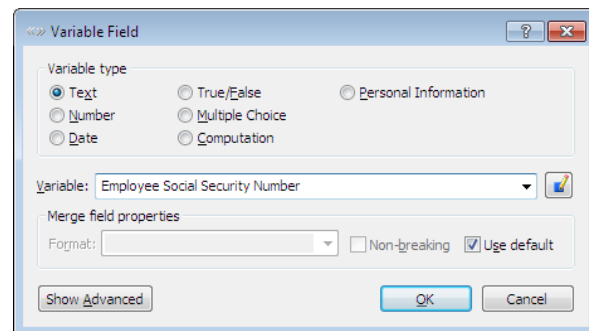 «» Variable Field ?
Variable type
Text True/False Personal Information
Number Multiple Choice
Date Computation
Variable: Employee Social Security Number
Merge field properties
Format: Non-breaking Use default
Show Advanced OK Cancel